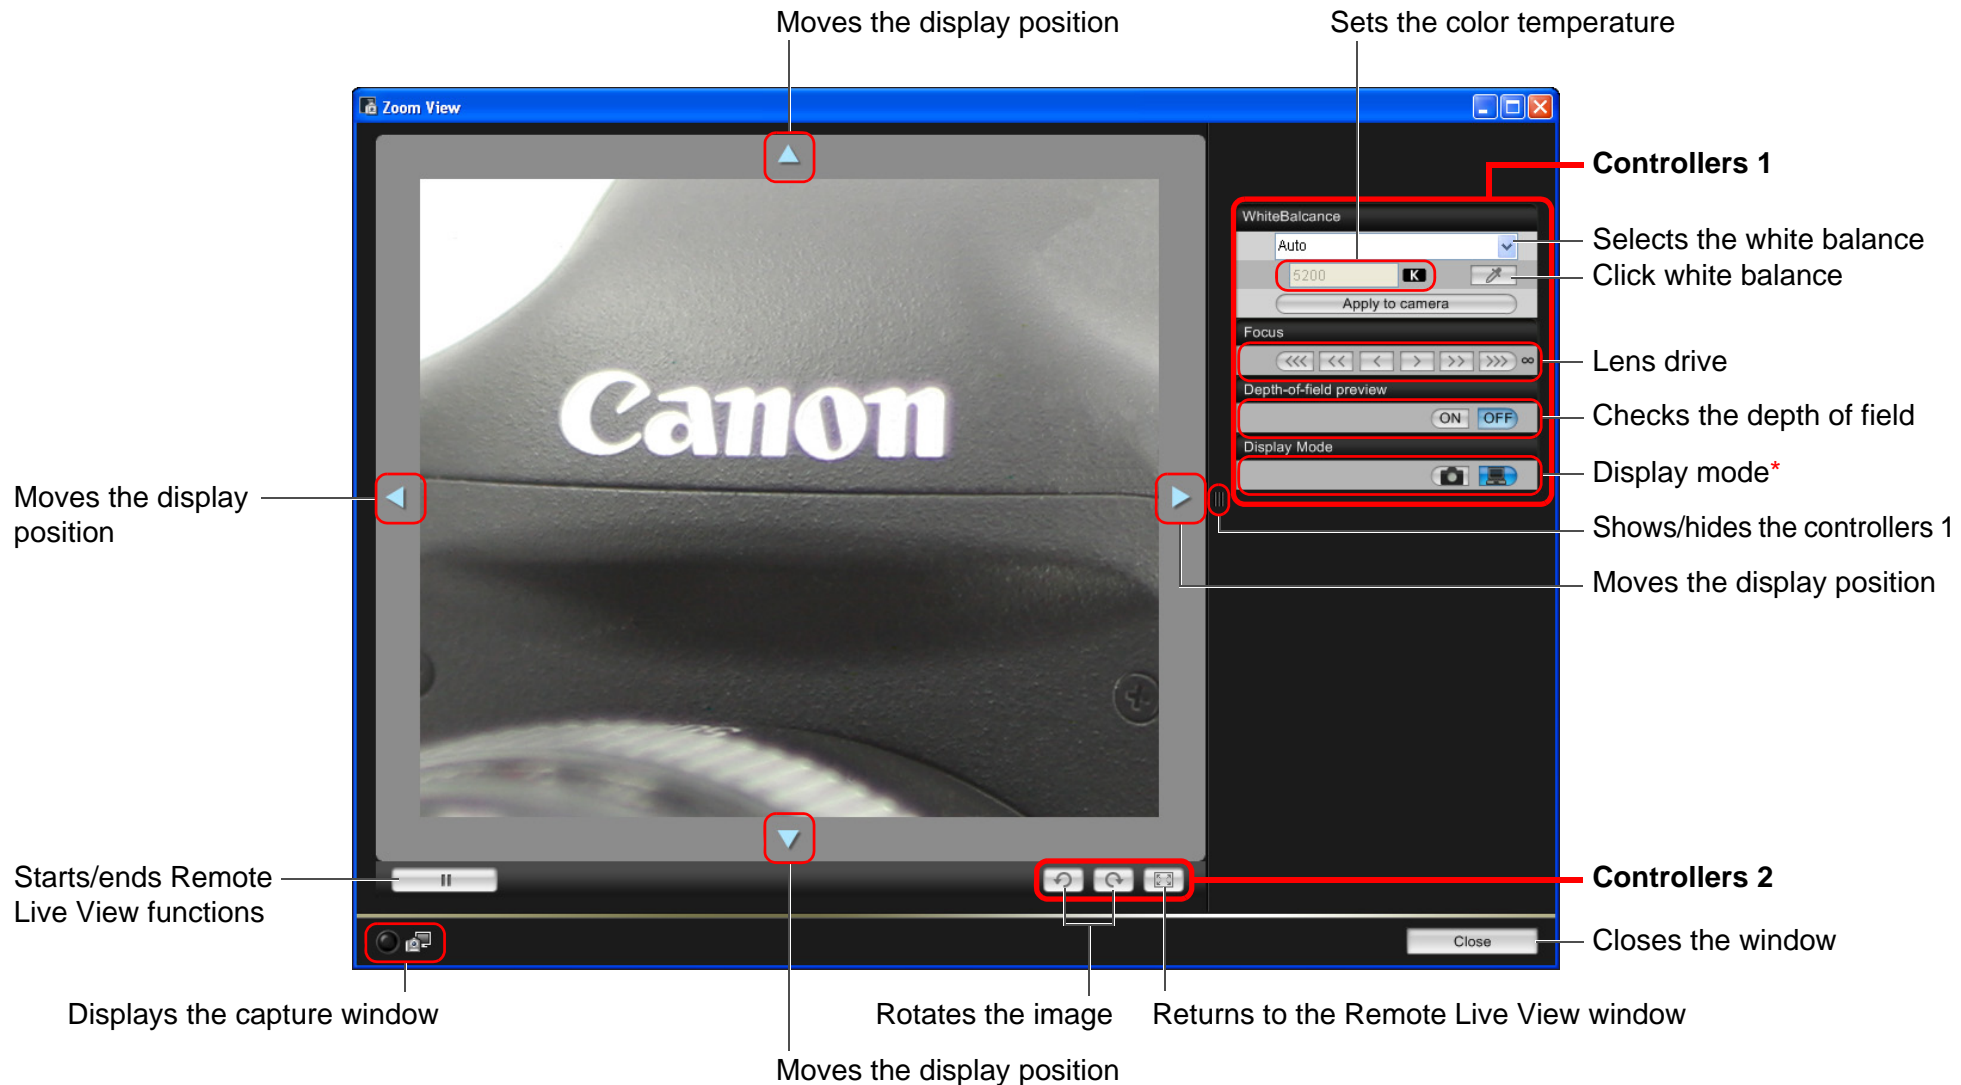 Moves the display position
Sets the color temperature
Zoom View
Controllers 1
WhiteBalcance
Auto
Selects the white balance
5200 K
Click white balance
Apply to camera
Focus
<<< << < > >> >>> ∞
Lens drive
Depth-of-field preview
ON OFF
Checks the depth of field
Display Mode
Display mode*
Canon
Moves the display
position
Shows/hides the controllers 1
Moves the display position
Starts/ends Remote
Live View functions
Controllers 2
Close
Closes the window
Displays the capture window
Rotates the image
Returns to the Remote Live View window
Moves the display position